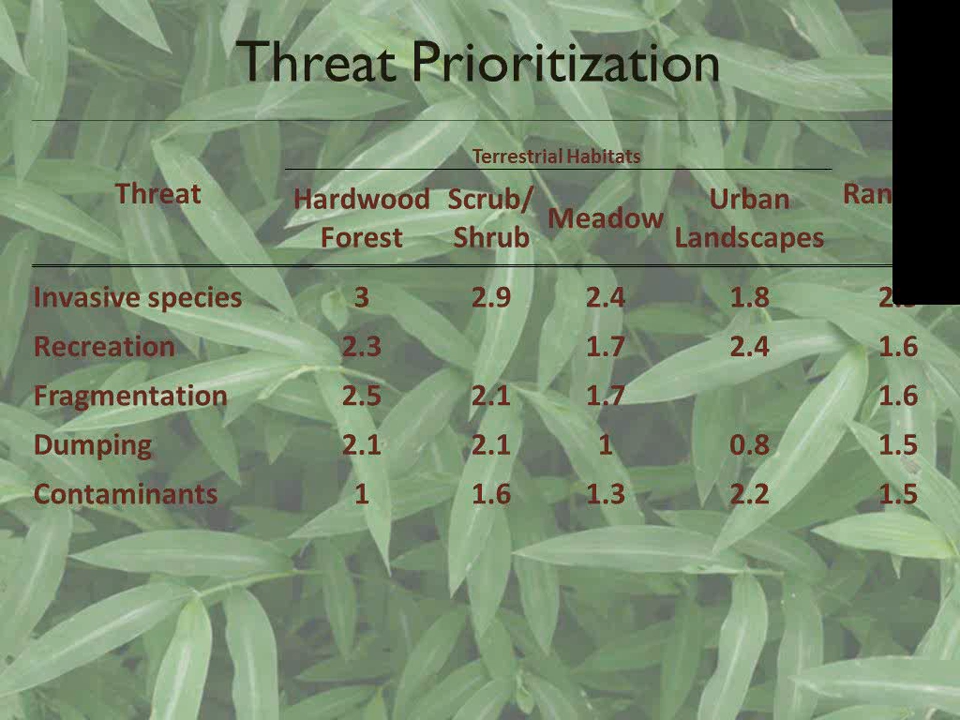 Threat Prioritization
Terrestrial Habitats
Threat Hardwood Forest Scrub/ Shrub Meadow Urban Landscapes
Invasive species 3 2.9 2.4 1.8
Recreation 2.3 1.7 2.4 1.6
Fragmentation 2.5 2.1 1.7 1.6
Dumping 2.1 2.1 1 0.8 1.5
Contaminants 1 1.6 1.3 2.2 1.5